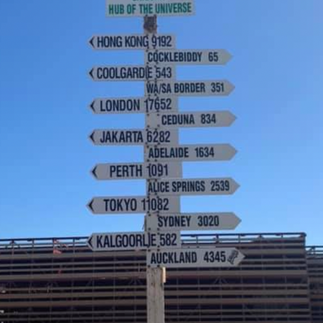 HUB OF THE UNIVERSE
HONG KONG 9192
COCKLEBIDDY 65
COOLGARDIE 543
WA/SA BORDER 351
LONDON 17652
CEDUNA 834
JAKARTA 6282
ADELAIDE 1634
PERTH 1091
ALICE SPRINGS 2539
TOKYO 11082
SYDNEY 3020
KALGOORLIE 582
AUCKLAND 4345